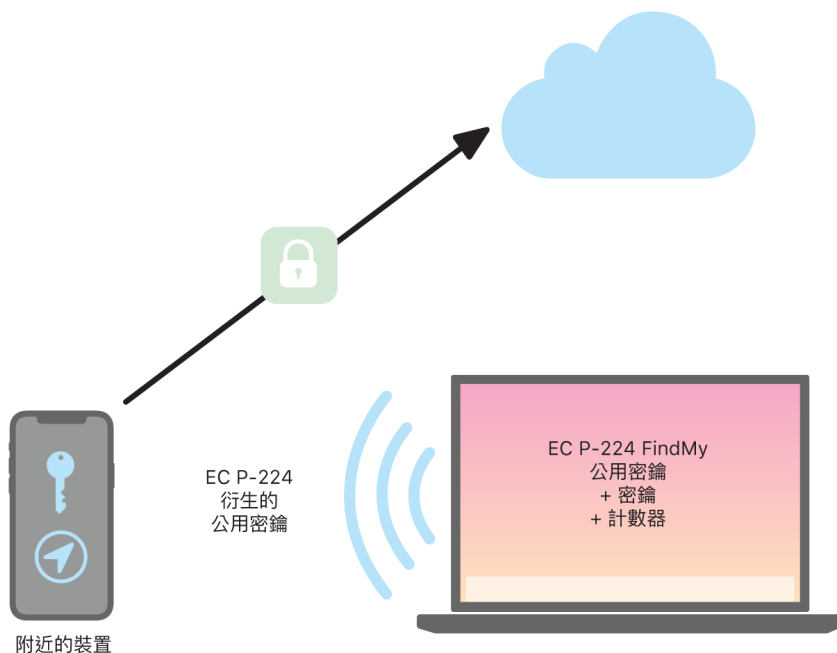 EC P-224
衍生的
公用密鑰
EC P-224 FindMy
公用密鑰
+ 密鑰
+ 計數器
附近的裝置